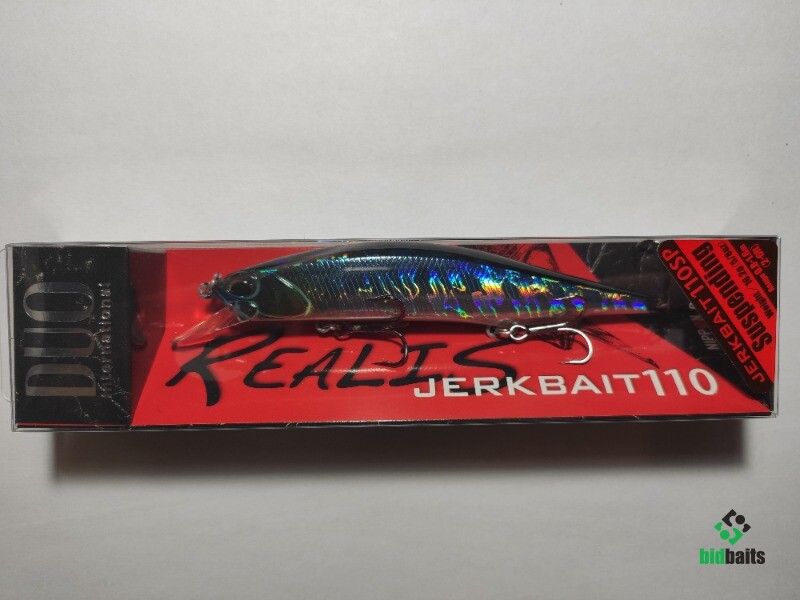 DUO
International
REALIS
JERKBAIT110
JERKBAIT 110SP
Suspending
bidbaits